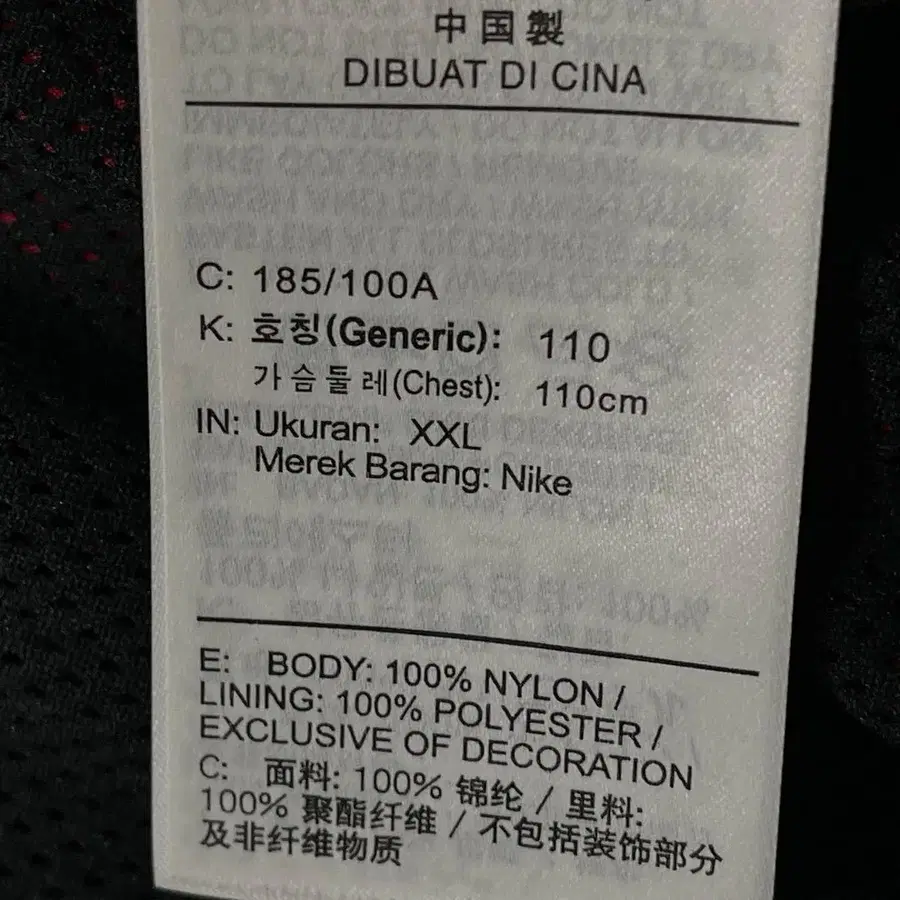 中国製
DIBUAT DI CINA
C: 185/100A
K: 호칭(Generic): 110
가슴둘레(Chest): 110cm
IN: Ukuran: XXL
Merek Barang: Nike
E: BODY: 100% NYLON /
LINING: 100% POLYESTER /
EXCLUSIVE OF DECORATION
C: 面料: 100% 锦纶 / 里料:
100% 聚酯纤维 / 不包括装饰部分
及非纤维物质